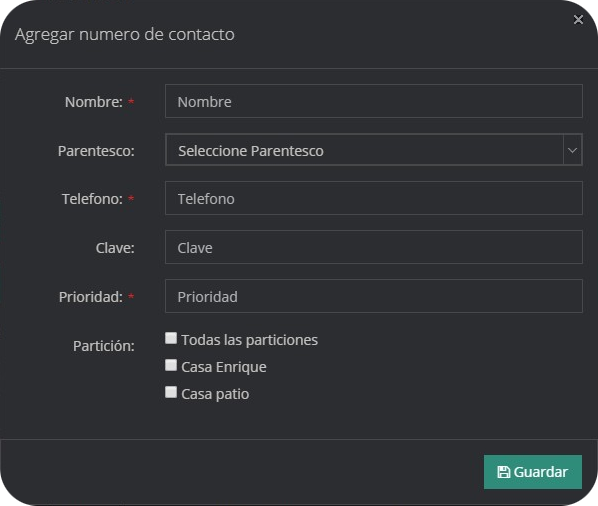 Agregar numero de contacto
×
Nombre: * Nombre
Parentesco: Seleccione Parentesco
Telefono: * Telefono
Clave: Clave
Prioridad: * Prioridad
Partición: Todas las particiones
Casa Enrique
Casa patio
Guardar